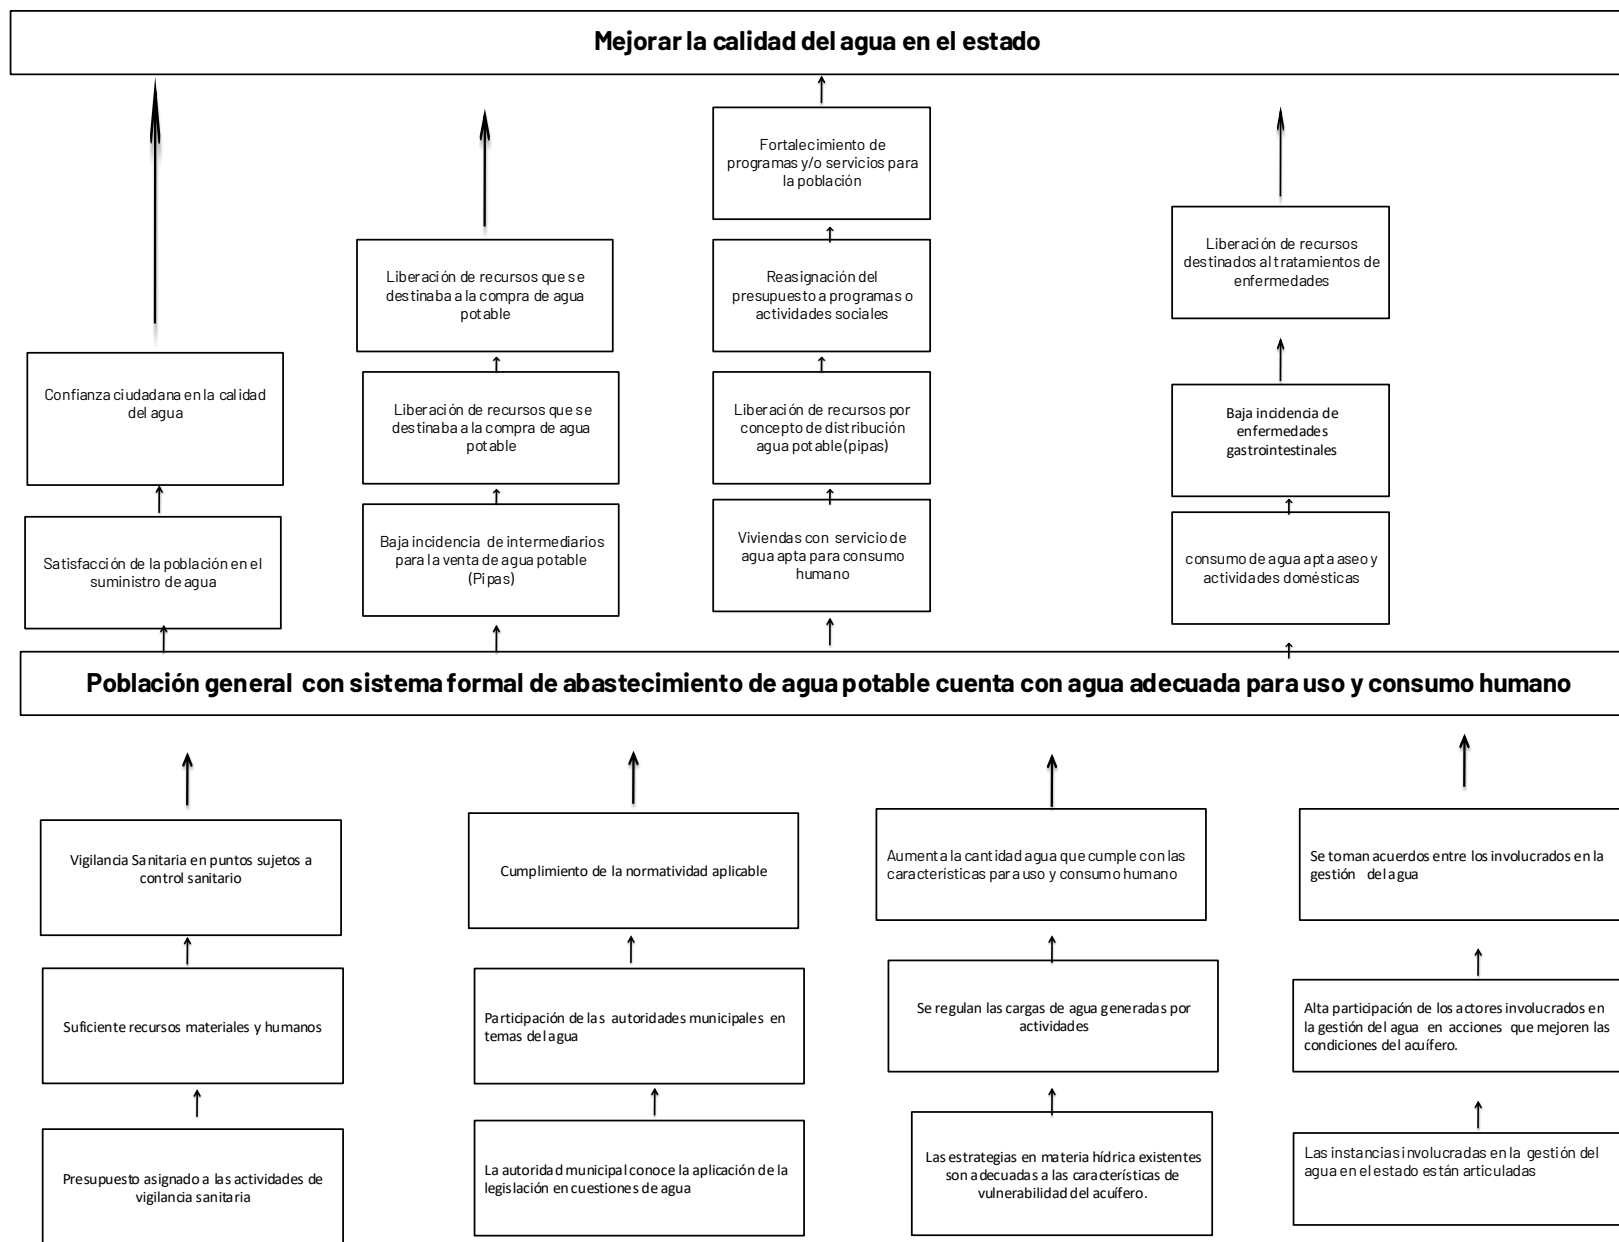 Mejorar la calidad del agua en el estado
Fortalecimiento de
programas y/o servicios para
la población
Liberación de recursos
destinados al tratamientos de
enfermedades
Liberación de recursos que se
destinaba a la compra de agua
potable
Reasignación del
presupuesto a programas o
actividades sociales
Confianza ciudadana en la calidad
del agua
Liberación de recursos que se
destinaba a la compra de agua
potable
Liberación de recursos por
concepto de distribución
agua potable (pipas)
Baja incidencia de
enfermedades
gastrointestinales
Satisfacción de la población en el
suministro de agua
Baja incidencia de intermediarios
para la venta de agua potable
(Pipas)
Viviendas con servicio de
agua apta para consumo
humano
consumo de agua apta aseo y
actividades domésticas
Población general con sistema formal de abastecimiento de agua potable cuenta con agua adecuada para uso y consumo humano
Vigilancia Sanitaria en puntos sujetos a
control sanitario
Cumplimiento de la normatividad aplicable
Aumenta la cantidad agua que cumple con las
características para uso y consumo humano
Se toman acuerdos entre los involucrados en la
gestión del agua
Suficiente recursos materiales y humanos
Participación de las autoridades municipales en
temas del agua
Se regulan las cargas de agua generadas por
actividades
Alta participación de los actores involucrados en
la gestión del agua en acciones que mejoren las
condiciones del acuífero.
Presupuesto asignado a las actividades de
vigilancia sanitaria
La autoridad municipal conoce la aplicación de la
legislación en cuestiones de agua
Las estrategias en materia hídrica existentes
son adecuadas a las características de
vulnerabilidad del acuífero.
Las instancias involucradas en la gestión del
agua en el estado están articuladas